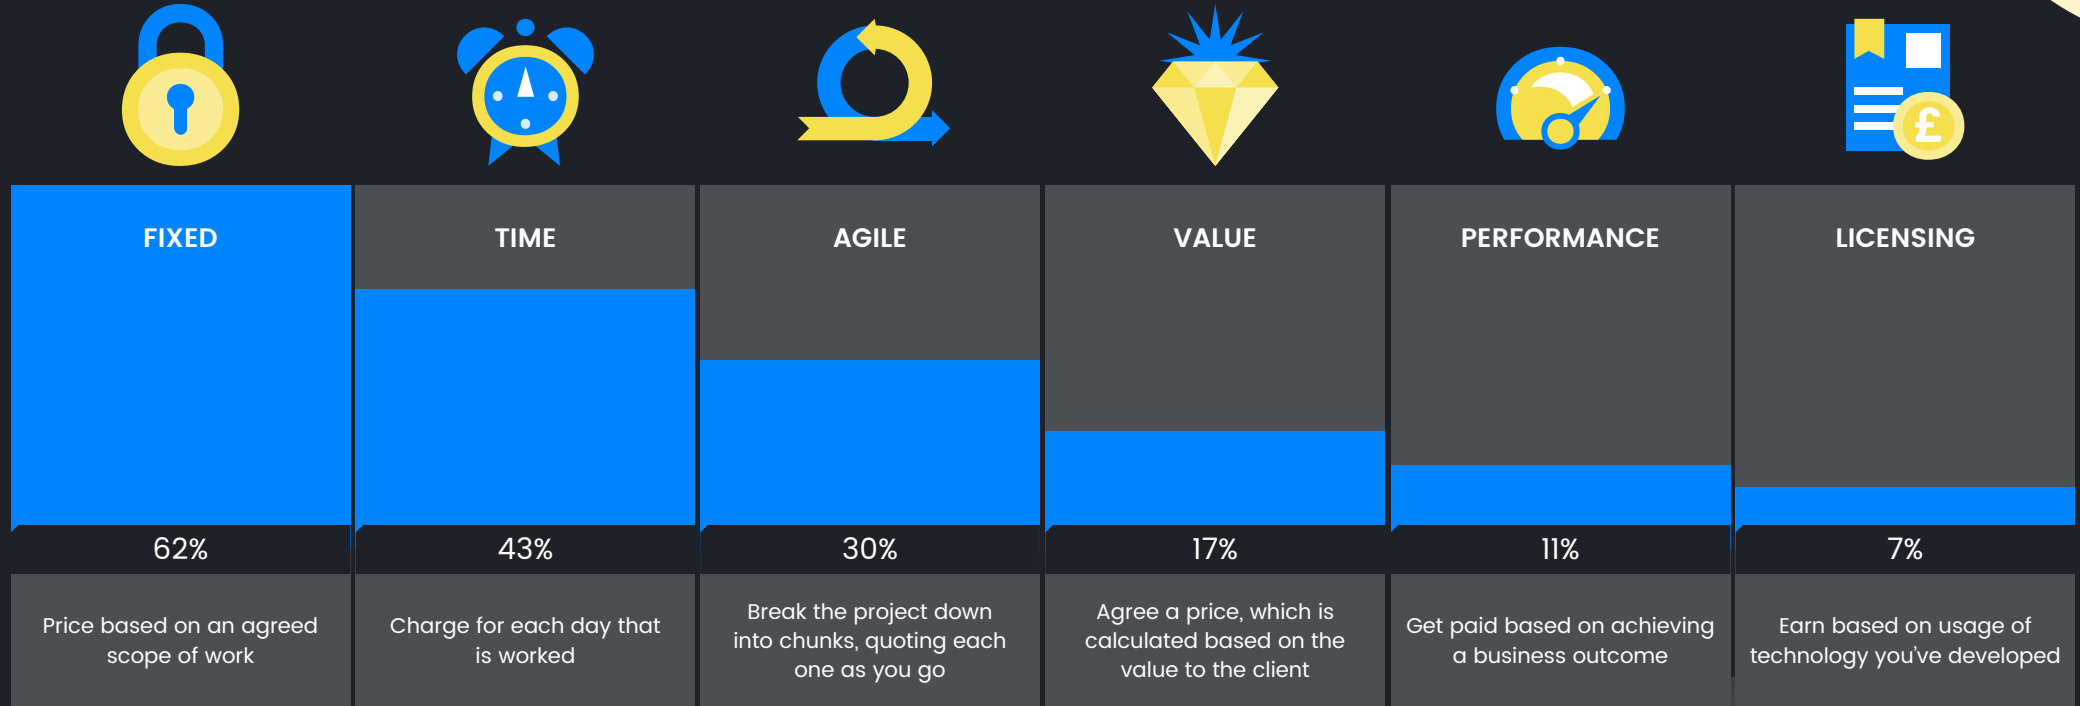 £
FIXED
TIME
AGILE
VALUE
PERFORMANCE
LICENSING
62%
43%
30%
17%
11%
7%
Price based on an agreed
scope of work
Charge for each day that
is worked
Break the project down
into chunks, quoting each
one as you go
Agree a price, which is
calculated based on the
value to the client
Get paid based on achieving
a business outcome
Earn based on usage of
technology you've developed